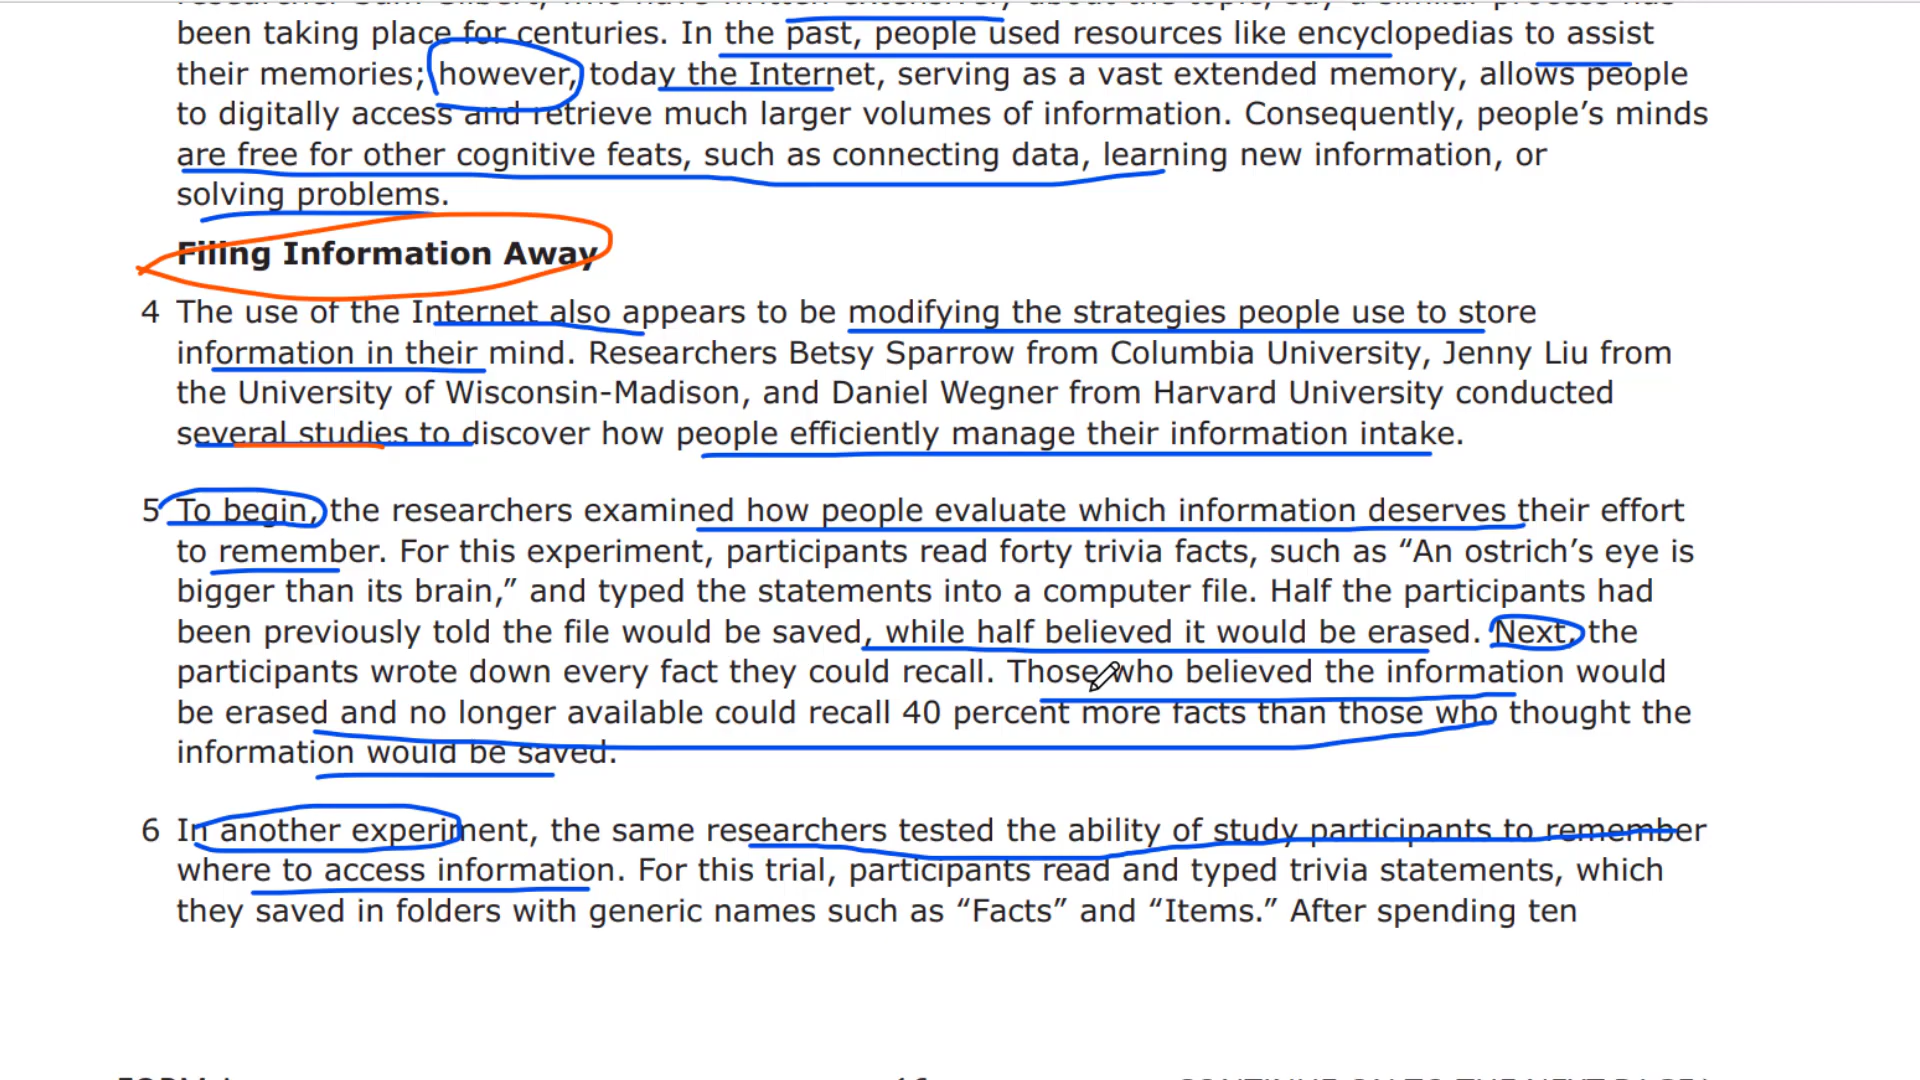 been taking place for centuries. In the past, people used resources like encyclopedias to assist
their memories; however, today the Internet, serving as a vast extended memory, allows people
to digitally access and retrieve much larger volumes of information. Consequently, people’s minds
are free for other cognitive feats, such as connecting data, learning new information, or
solving problems.
Filing Information Away
4 The use of the Internet also appears to be modifying the strategies people use to store
information in their mind. Researchers Betsy Sparrow from Columbia University, Jenny Liu from
the University of Wisconsin-Madison, and Daniel Wegner from Harvard University conducted
several studies to discover how people efficiently manage their information intake.
5 To begin, the researchers examined how people evaluate which information deserves their effort
to remember. For this experiment, participants read forty trivia facts, such as “An ostrich’s eye is
bigger than its brain,” and typed the statements into a computer file. Half the participants had
been previously told the file would be saved, while half believed it would be erased. Next, the
participants wrote down every fact they could recall. Those who believed the information would
be erased and no longer available could recall 40 percent more facts than those who thought the
information would be saved.
6 In another experiment, the same researchers tested the ability of study participants to remember
where to access information. For this trial, participants read and typed trivia statements, which
they saved in folders with generic names such as “Facts” and “Items.” After spending ten